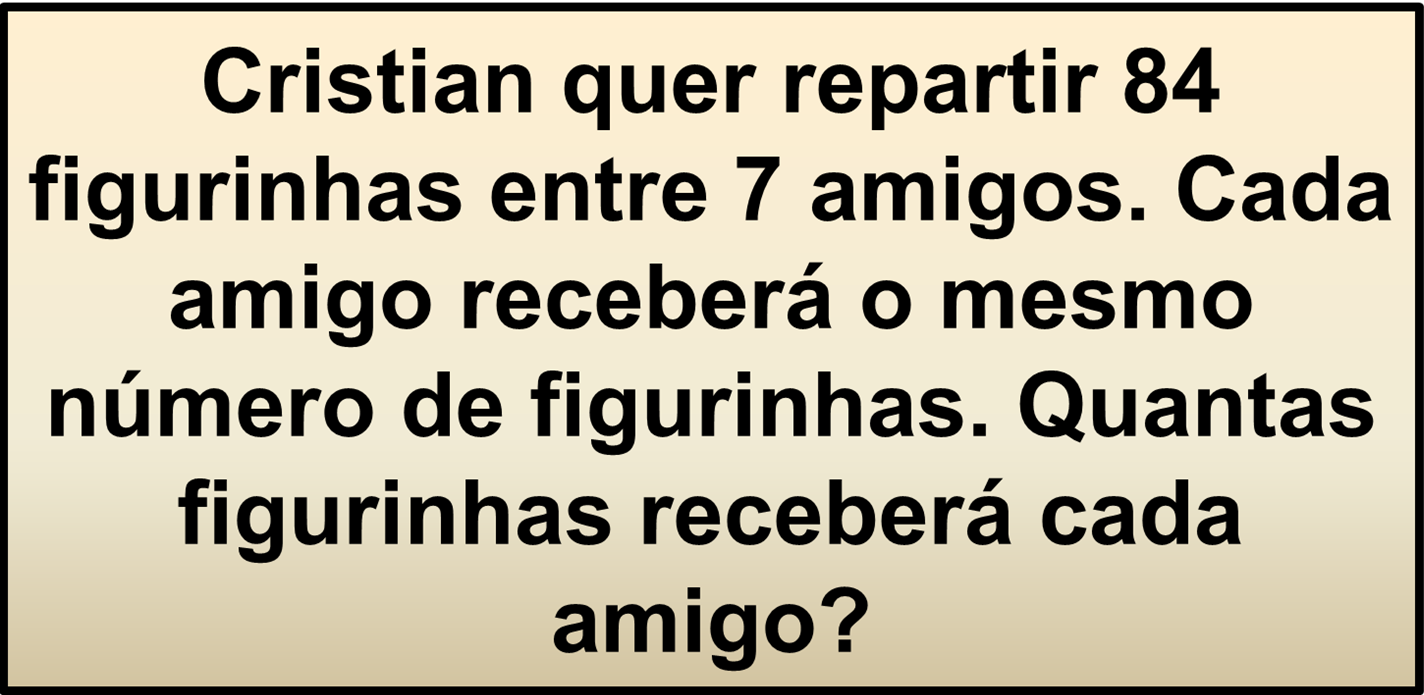 Cristian quer repartir 84
figurinhas entre 7 amigos. Cada
amigo receberá o mesmo
número de figurinhas. Quantas
figurinhas receberá cada
amigo?